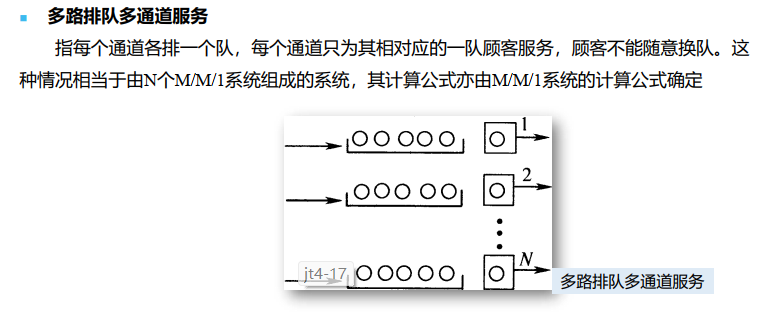 多路排队多通道服务
指每个通道各排一个队，每个通道只为其相对应的一队顾客服务，顾客不能随意换队。这
种情况相当于由N个M/M/1系统组成的系统，其计算公式亦由M/M/1系统的计算公式确定
1
2
N
jt4-17
多路排队多通道服务